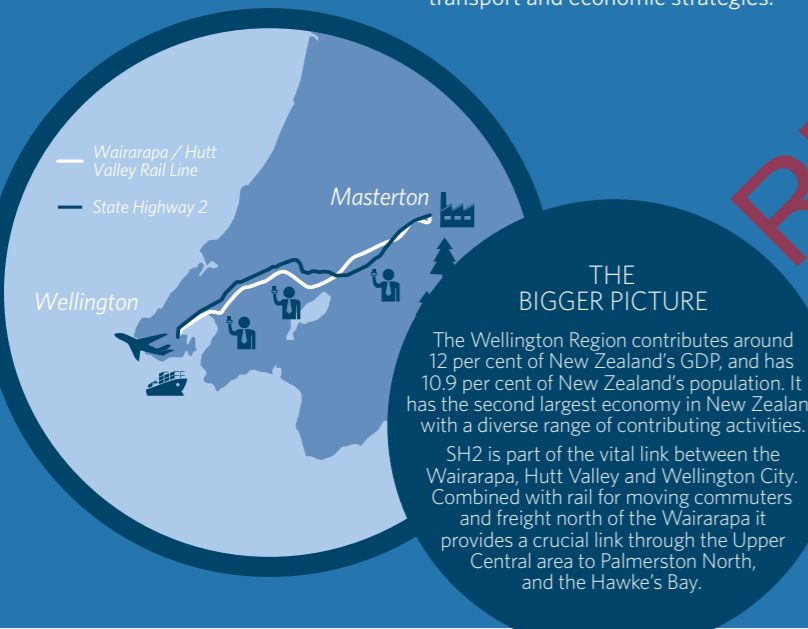 transport and economic strategies.
Wairarapa / Hutt
Valley Rail Line
State Highway 2
Masterton
Wellington
THE
BIGGER PICTURE
The Wellington Region contributes around
12 per cent of New Zealand's GDP, and has
10.9 per cent of New Zealand's population. It
has the second largest economy in New Zealan
with a diverse range of contributing activities.
SH2 is part of the vital link between the
Wairarapa, Hutt Valley and Wellington City.
Combined with rail for moving commuters
and freight north of the Wairarapa it
provides a crucial link through the Upper
Central area to Palmerston North,
and the Hawke's Bay.